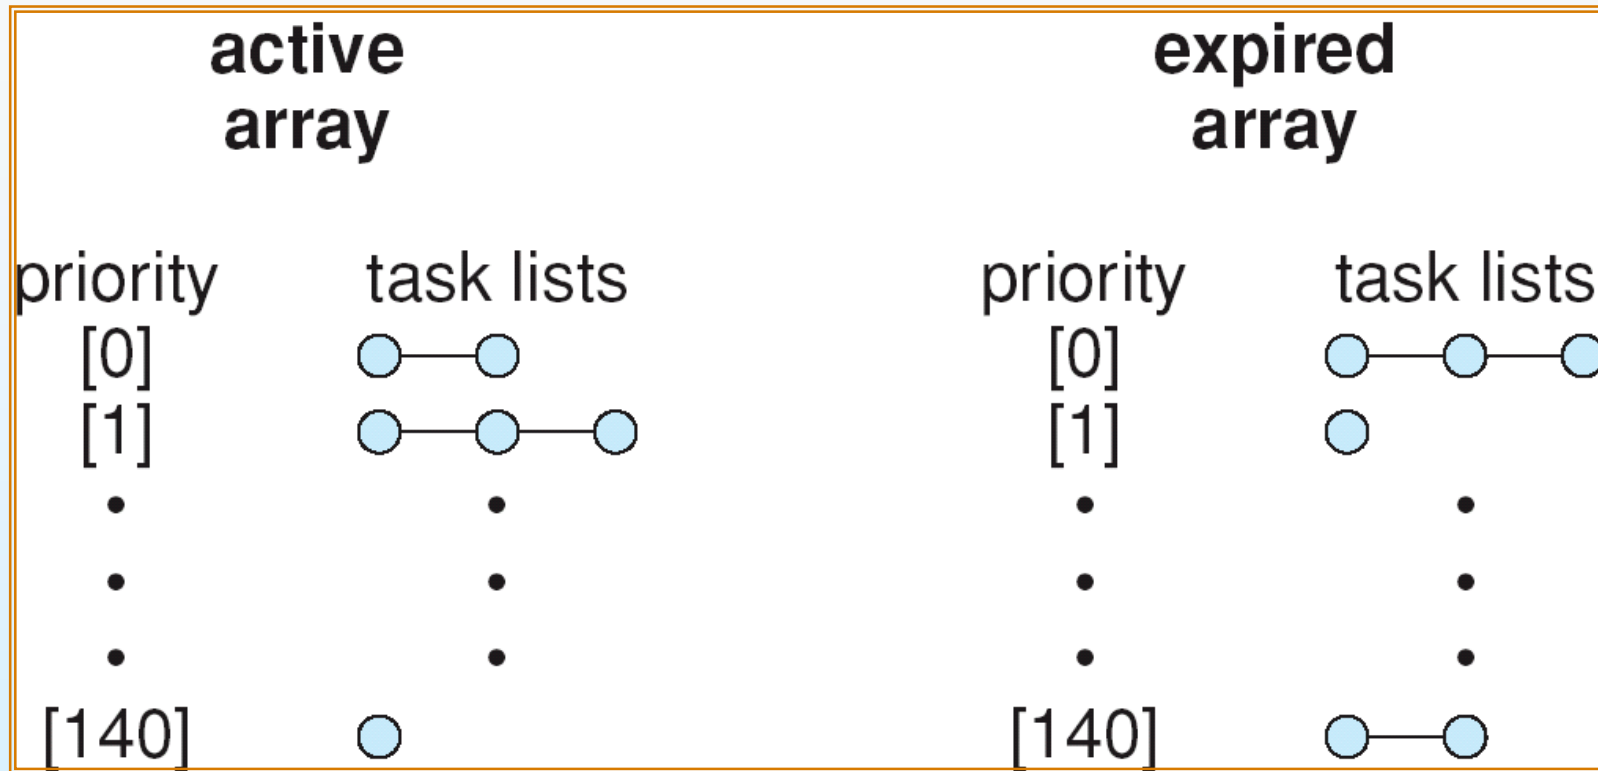 active
array
expired
array
priority task lists
[0]
[1]
[140]
priority task lists
[0]
[1]
[140]